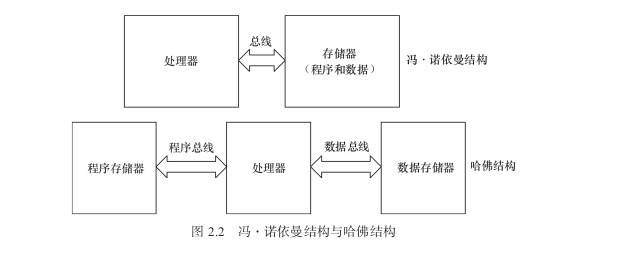 处理器
总线
存储器
（程序和数据）
冯·诺依曼结构
程序存储器
程序总线
处理器
数据总线
数据存储器
哈佛结构
图 2.2 冯·诺依曼结构与哈佛结构